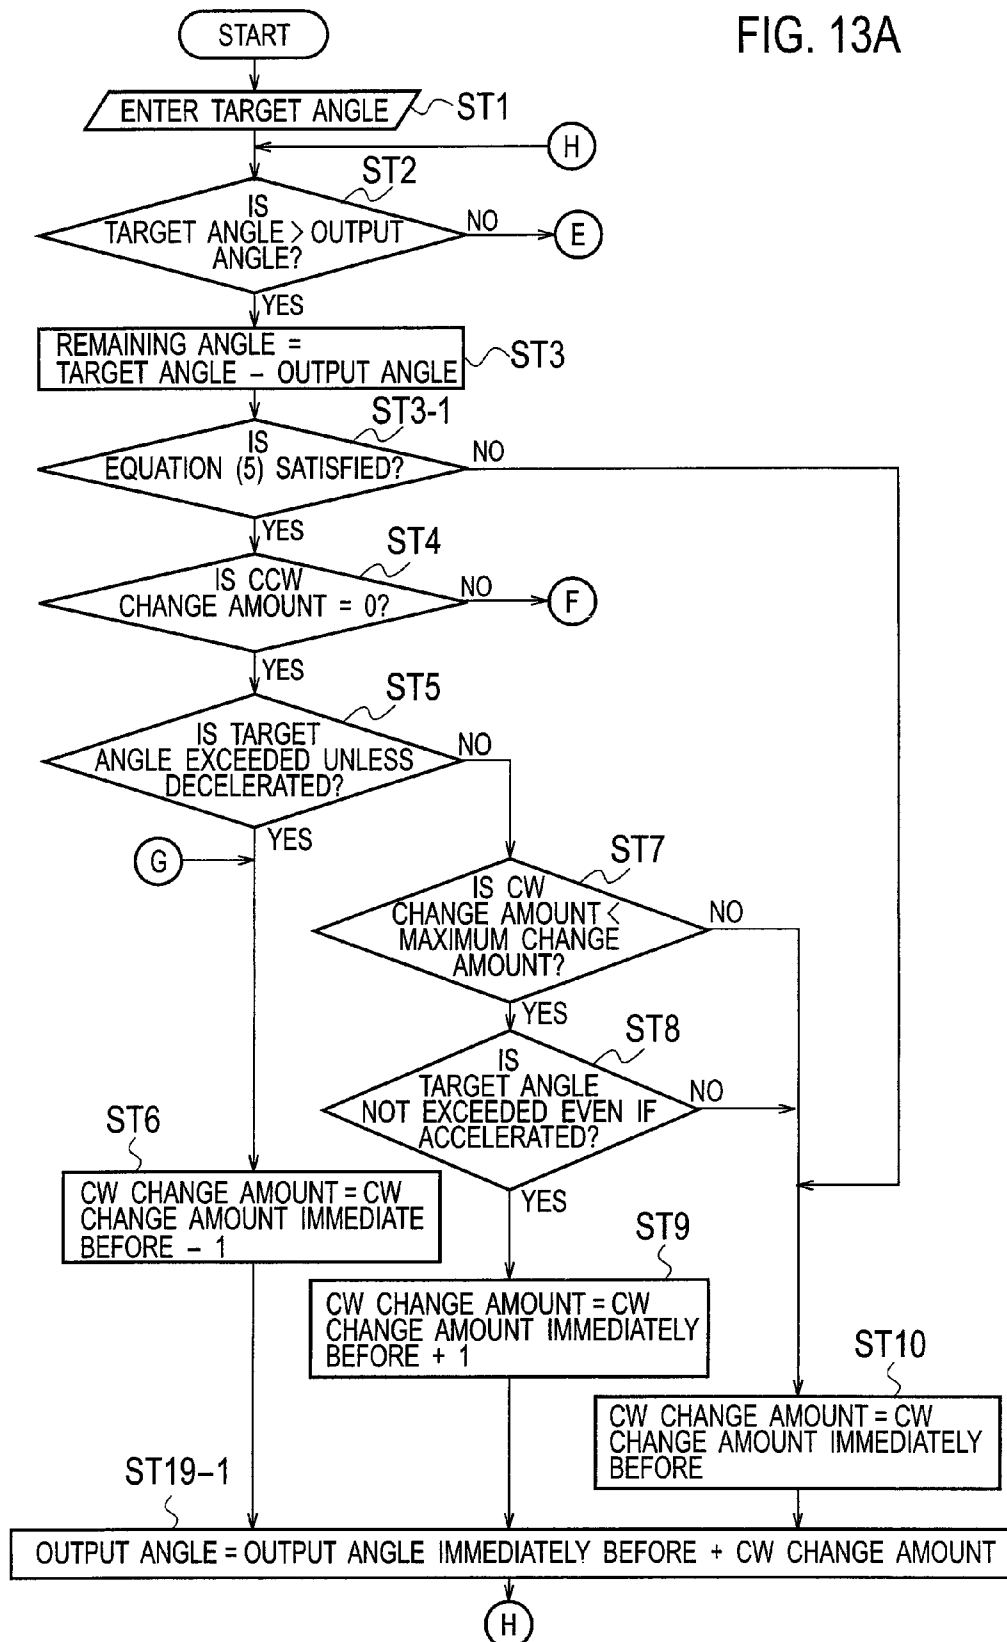 FIG. 13A
START
ENTER TARGET ANGLE
ST1
H
ST2
IS
TARGET ANGLE > OUTPUT
ANGLE?
NO
E
YES
REMAINING ANGLE =
TARGET ANGLE – OUTPUT ANGLE
ST3
ST3-1
IS
EQUATION (5) SATISFIED?
NO
YES
ST4
IS CCW
CHANGE AMOUNT = 0?
NO
F
YES
ST5
IS TARGET
ANGLE EXCEEDED UNLESS
DECELERATED?
NO
YES
G
ST7
IS CW
CHANGE AMOUNT <
MAXIMUM CHANGE
AMOUNT?
NO
YES
ST8
IS
TARGET ANGLE
NOT EXCEEDED EVEN IF
ACCELERATED?
NO
YES
ST6
CW CHANGE AMOUNT = CW
CHANGE AMOUNT IMMEDIATE
BEFORE – 1
ST9
CW CHANGE AMOUNT = CW
CHANGE AMOUNT IMMEDIATELY
BEFORE + 1
ST10
CW CHANGE AMOUNT = CW
CHANGE AMOUNT IMMEDIATELY
BEFORE
ST19–1
OUTPUT ANGLE = OUTPUT ANGLE IMMEDIATELY BEFORE + CW CHANGE AMOUNT
H